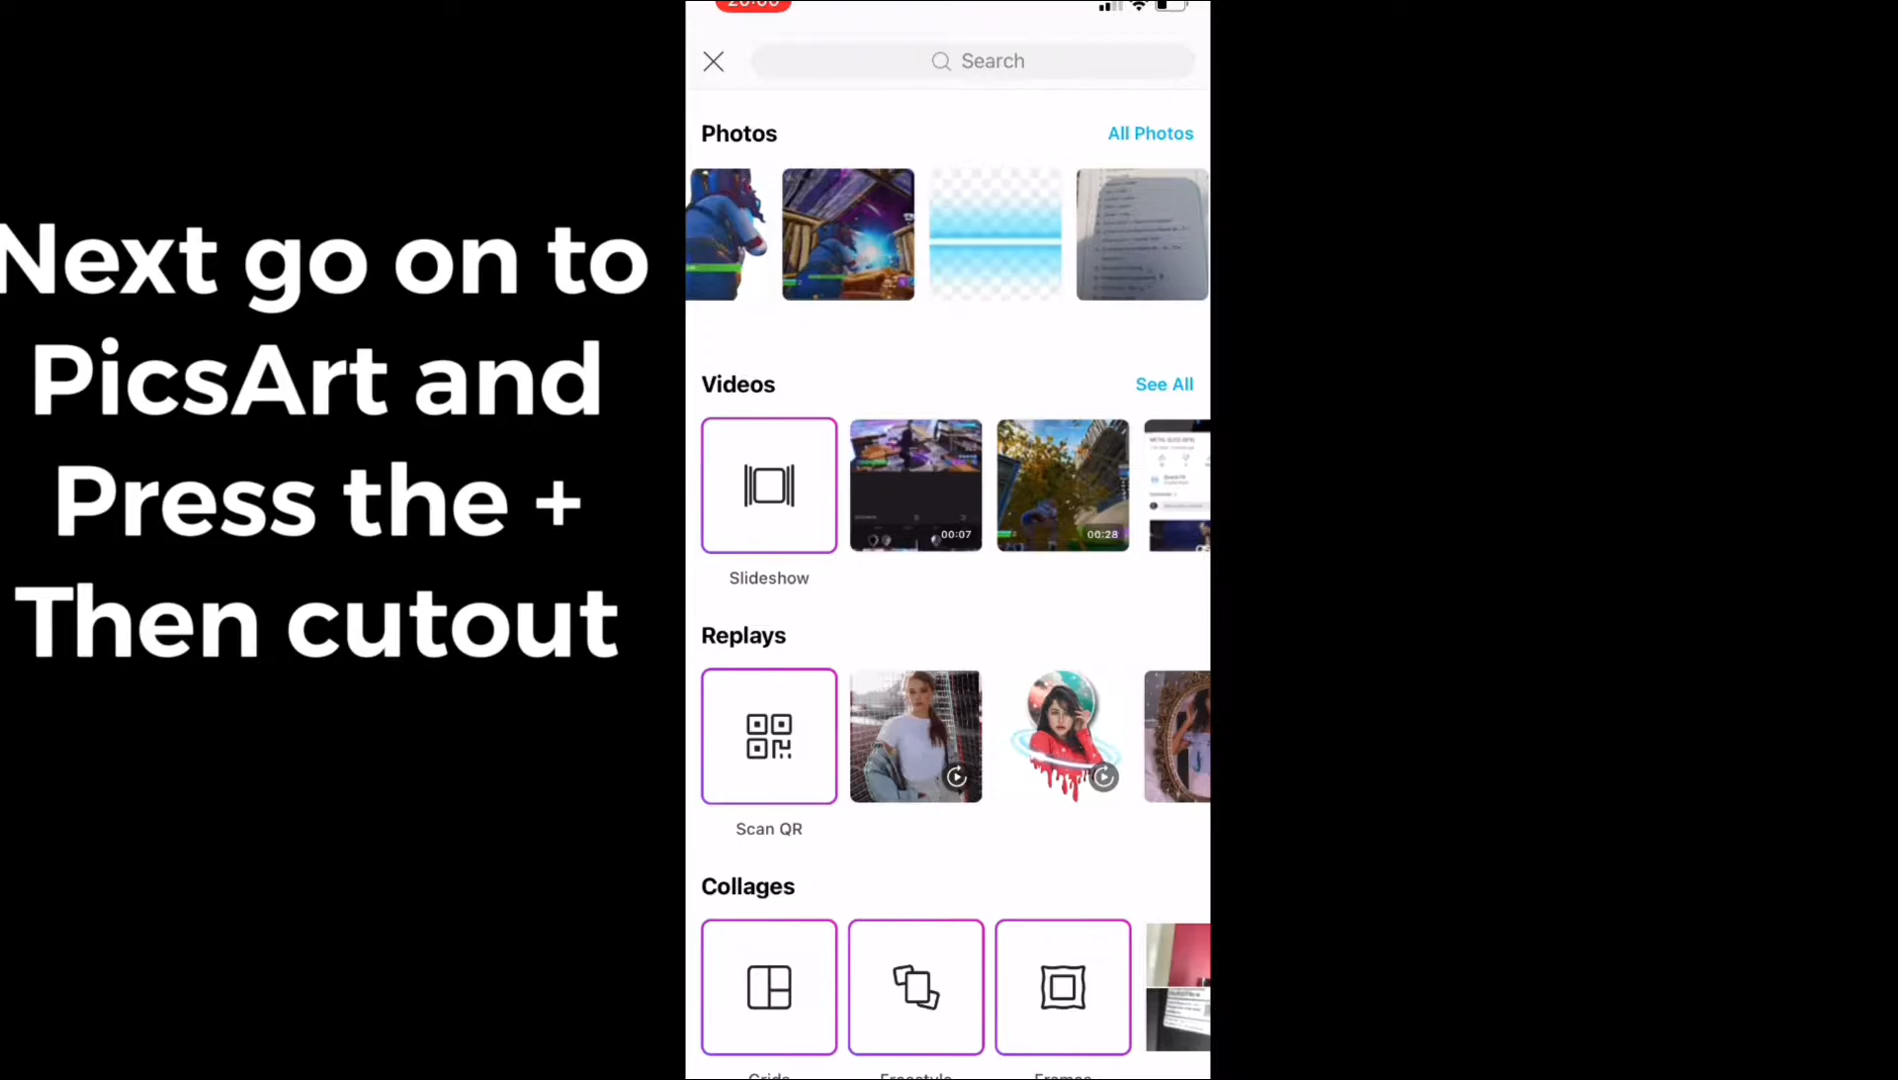 Search
Photos
All Photos
Next go on to
PicsArt and
Press the +
Then cutout
Videos
See All
00:07
00:28
Slideshow
Replays
Scan QR
Collages